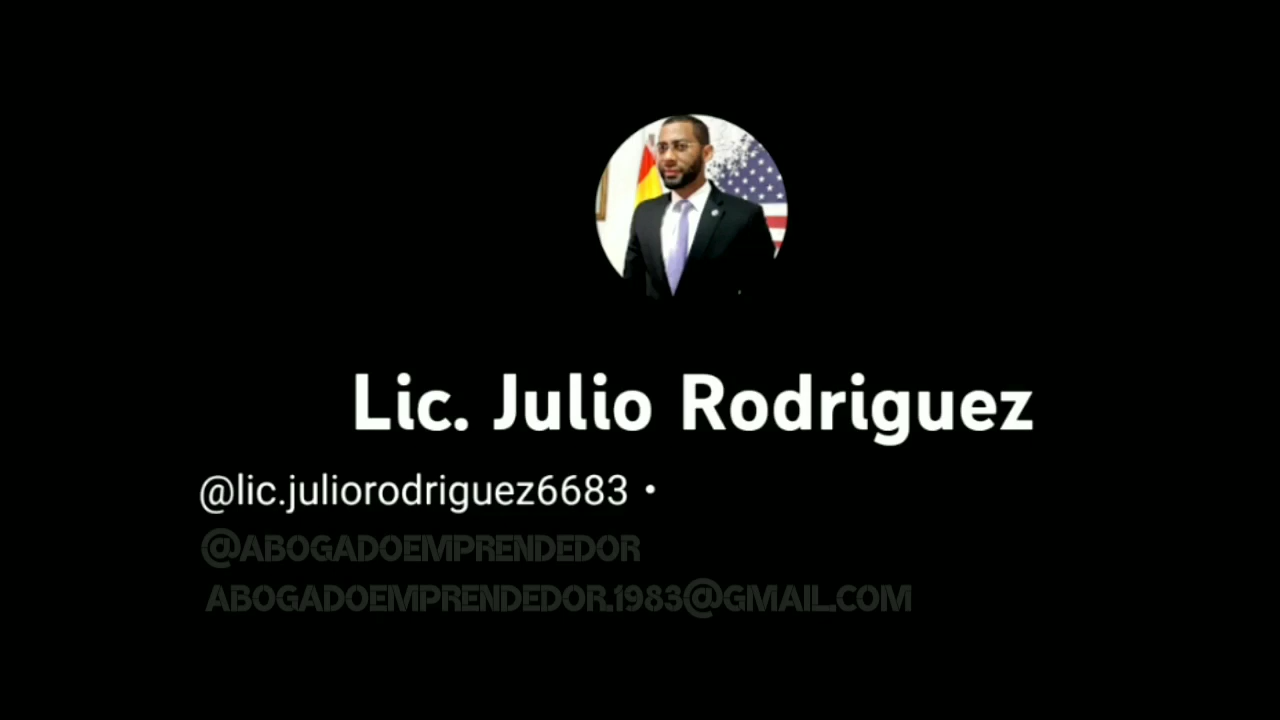 Lic. Julio Rodriguez
@lic.juliorodriguez6683 •
@ABOGADOEMPRENDEDOR
ABOGADOEMPRENDEDOR.1983@GMAIL.COM